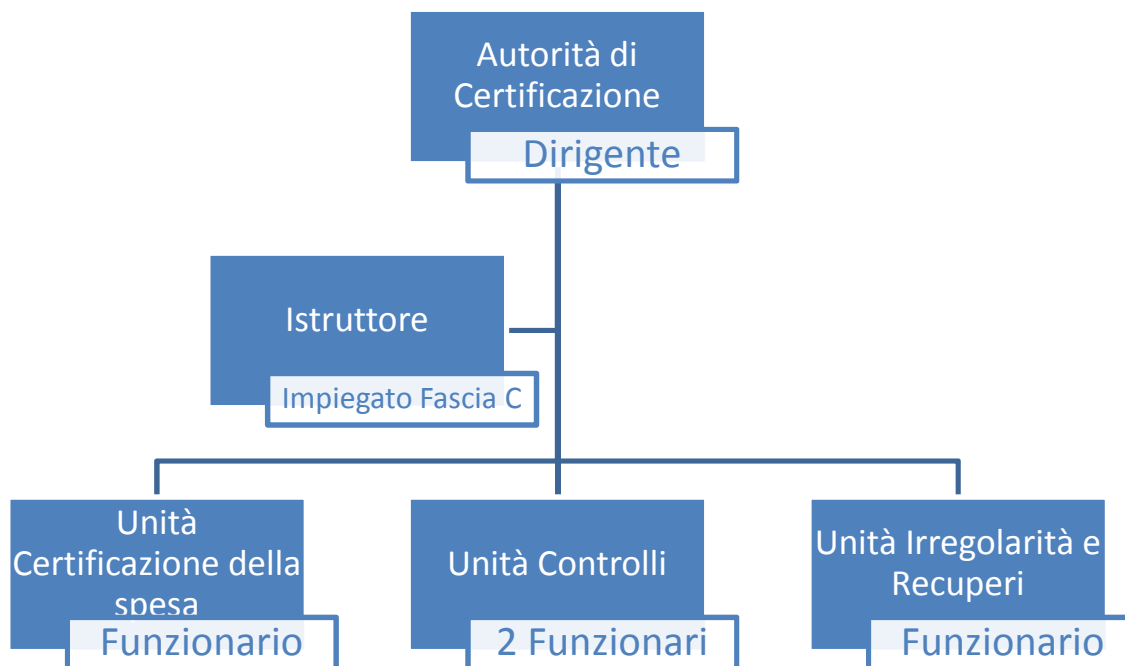 Autorità di
Certificazione
Dirigente
Istruttore
Impiegato Fascia C
Unità
Certificazione della
spesa
Funzionario
Unità Controlli
2 Funzionari
Unità Irregolarità e
Recuperi
Funzionario